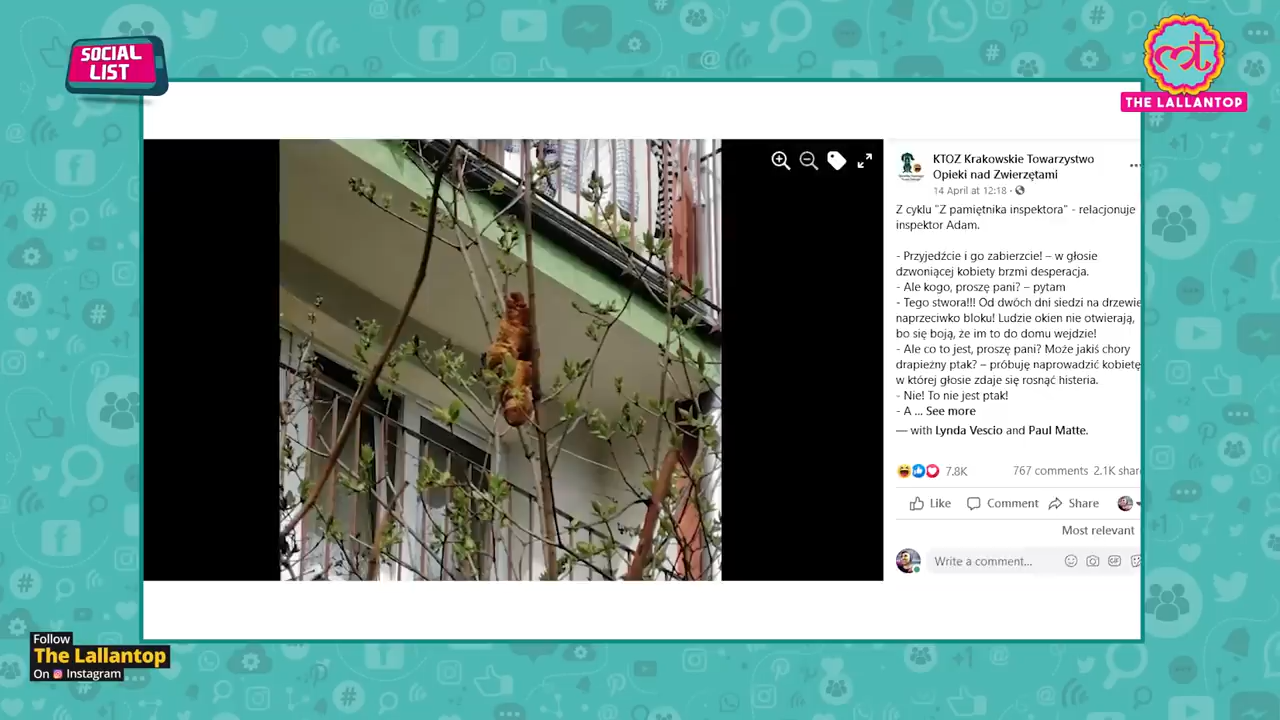 SOCIAL
LIST
THE LALLANTOP
KTOZ Krakowskie Towarzystwo
Opieki nad Zwierzętami
14 April at 12:18 ·
Z cyklu "Z pamiętnika inspektora" - relacjonuje
inspektor Adam.
- Przyjedźcie i go zabierzcie! – w głosie
dzwoniącej kobiety brzmi desperacja.
- Ale kogo, proszę pani? – pytam
- Tego stwora!!! Od dwóch dni siedzi na drzewie
naprzeciwko bloku! Ludzie okien nie otwierają,
bo się boją, że im to do domu wejdzie!
- Ale co to jest, proszę pani? Może jakiś chory
drapieżny ptak? – próbuję naprowadzić kobietę
w której głosie zdaje się rosnąć histeria.
- Nie! To nie jest ptak!
- A ... See more
— with Lynda Vescio and Paul Matte.
7.8K
767 comments 2.1K shar
Like Comment Share
Most relevant
Write a comment...
Follow
The Lallantop
On Instagram